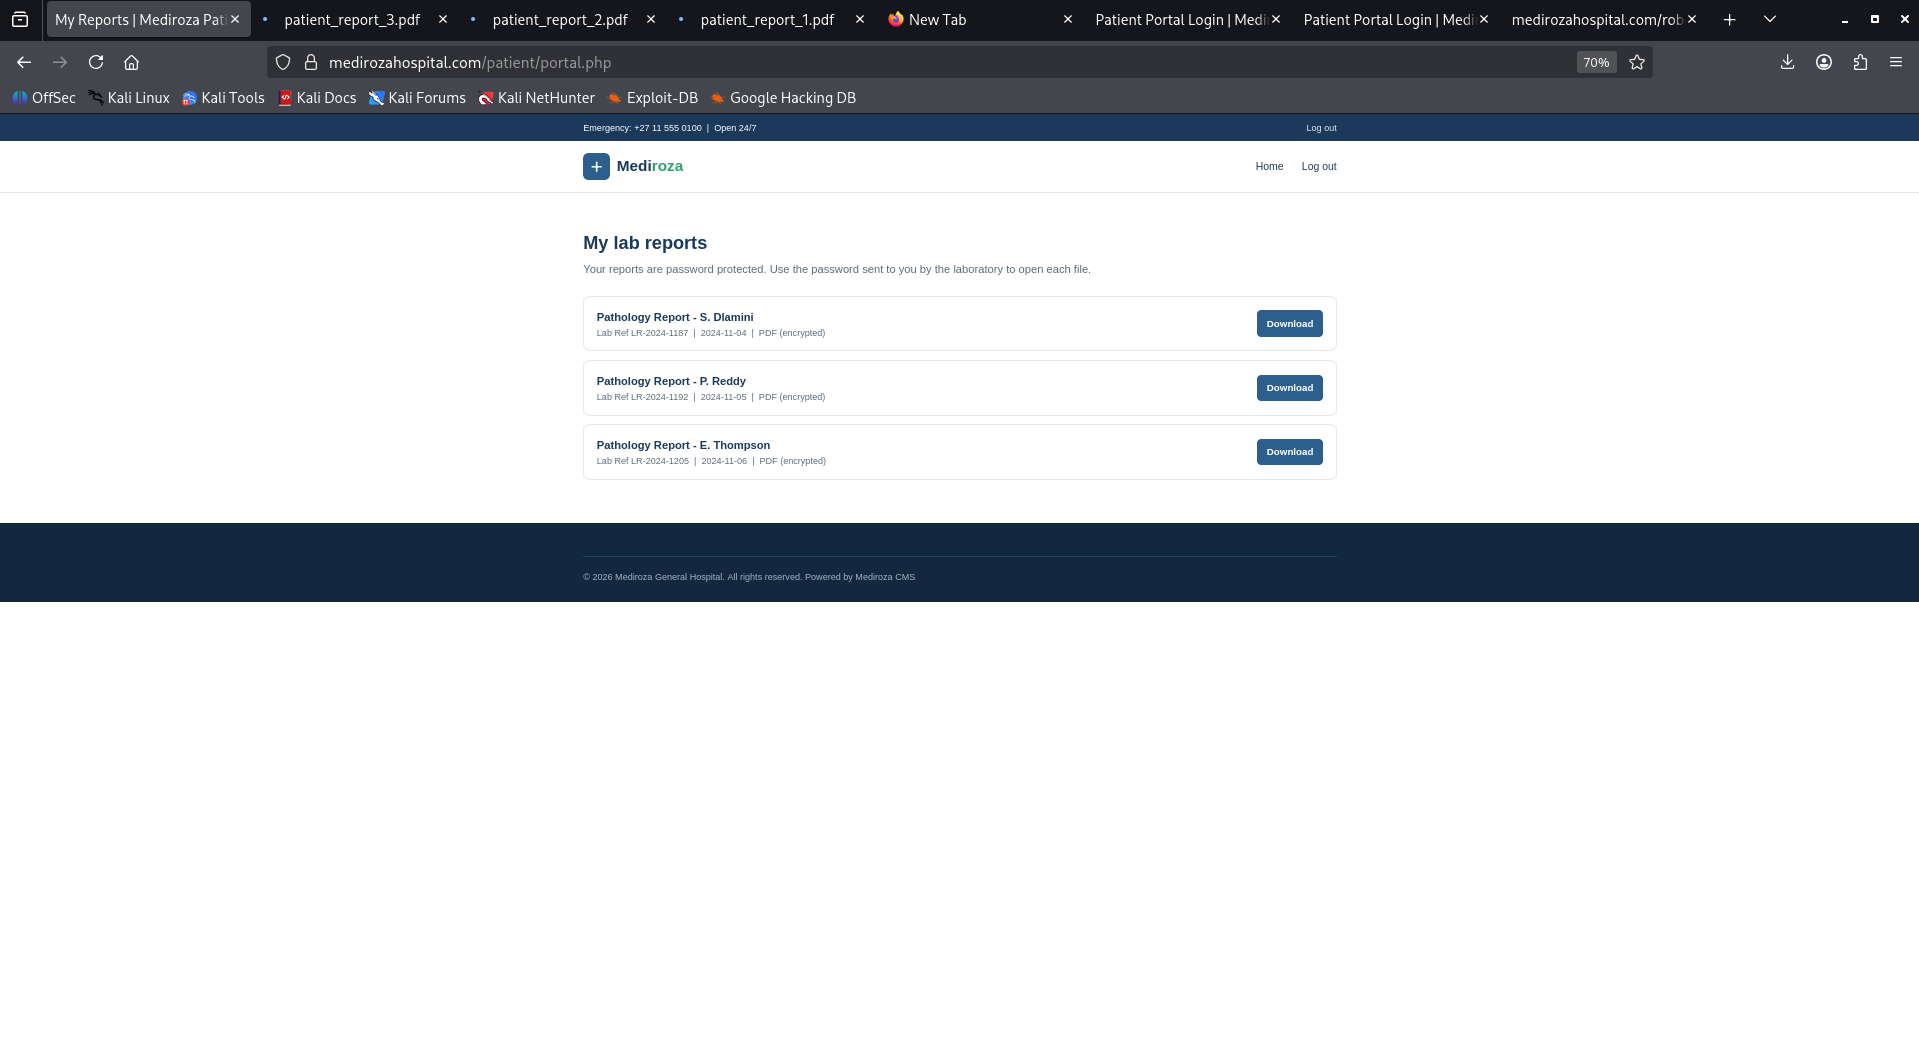 My Reports | Mediroza Pati
patient_report_3.pdf
patient_report_2.pdf
patient_report_1.pdf
New Tab
Patient Portal Login | Medi
Patient Portal Login | Medi
medirozahospital.com/rob
medirozahospital.com/patient/portal.php
70%
OffSec
Kali Linux
Kali Tools
Kali Docs
Kali Forums
Kali NetHunter
Exploit-DB
Google Hacking DB
Emergency: +27 11 555 0100 | Open 24/7
Log out
Mediroza
Home
Log out
My lab reports
Your reports are password protected. Use the password sent to you by the laboratory to open each file.
Pathology Report - S. Dlamini
Lab Ref LR-2024-1187 | 2024-11-04 | PDF (encrypted)
Download
Pathology Report - P. Reddy
Lab Ref LR-2024-1192 | 2024-11-05 | PDF (encrypted)
Download
Pathology Report - E. Thompson
Lab Ref LR-2024-1205 | 2024-11-06 | PDF (encrypted)
Download
© 2026 Mediroza General Hospital. All rights reserved. Powered by Mediroza CMS